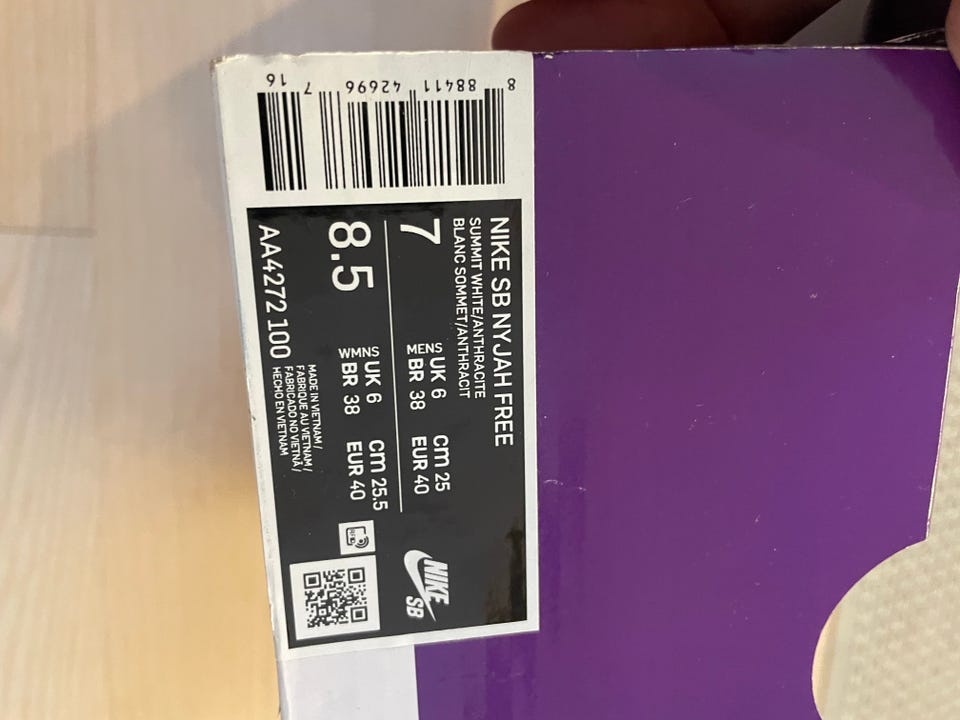 NIKE SB NYJAH FREE
SUMMIT WHITE/ANTHRACITE
BLANC SOMMET/ANTHRACIT
7
MENS
UK 6
BR 38
cm 25
EUR 40
8.5
WMNS
UK 6
BR 38
cm 25.5
EUR 40
AA4272 100
MADE IN VIETNAM/
FABRIQUE AU VIETNAM/
FABRICADO NO VIETNÃ/
HECHO EN VIETNAM
RFID
NIKE
SB
8 88411 42696 7 16